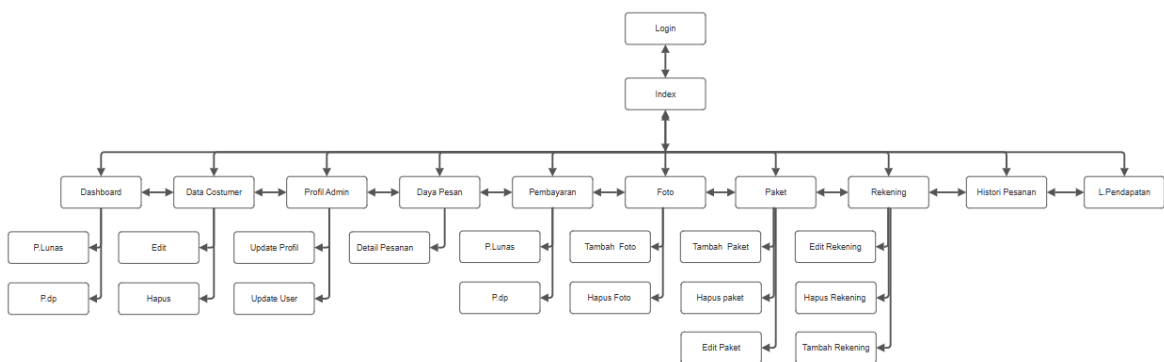 Login
Index
Dashboard
Data Costumer
Profil Admin
Daya Pesan
Pembayaran
Foto
Paket
Rekening
Histori Pesanan
L.Pendapatan
P.Lunas
Edit
Update Profil
Detail Pesanan
P.Lunas
Tambah Foto
Tambah Paket
Edit Rekening
P.dp
Hapus
Update User
P.dp
Hapus Foto
Hapus paket
Hapus Rekening
Edit Paket
Tambah Rekening